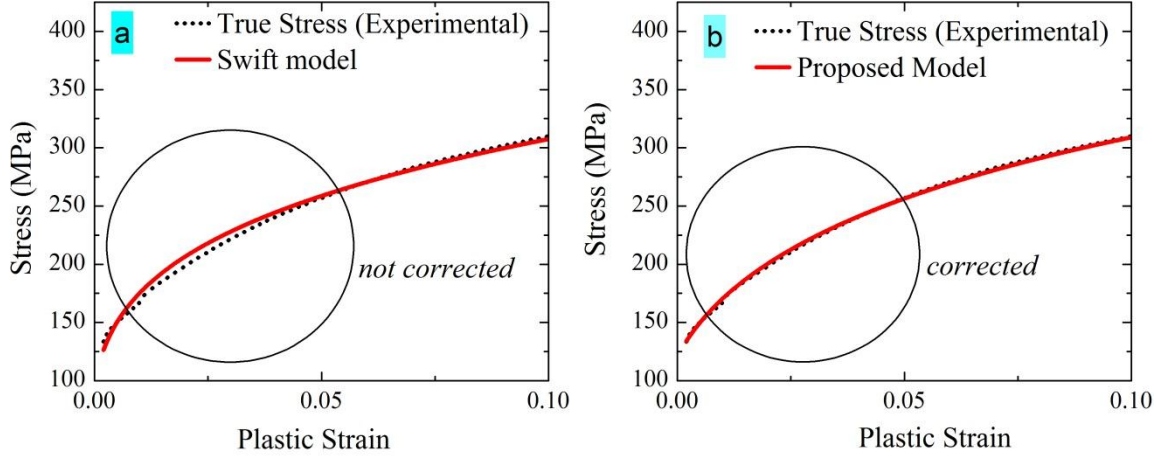 a
True Stress (Experimental)
Swift model
400
350
300
250
200
150
100
Stress (MPa)
not corrected
0.00
0.05
0.10
Plastic Strain
b
True Stress (Experimental)
Proposed Model
400
350
300
250
200
150
100
Stress (MPa)
corrected
0.00
0.05
0.10
Plastic Strain